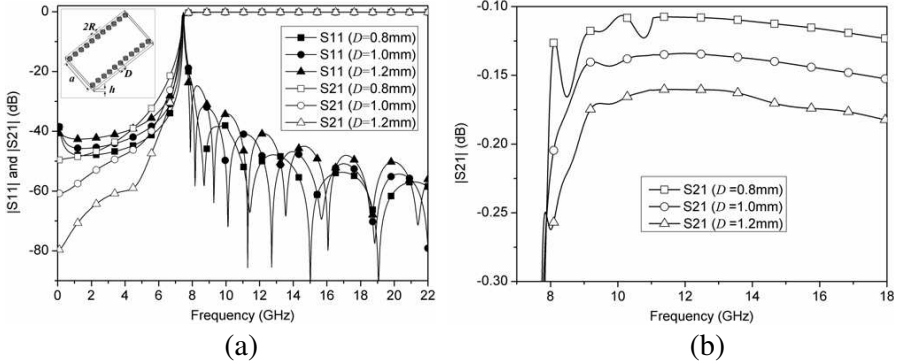 0
-20
-40
-60
-80
|S11| and |S21| (dB)
2R
a
D
h
S11 (D=0.8mm)
S11 (D=1.0mm)
S11 (D=1.2mm)
S21 (D=0.8mm)
S21 (D=1.0mm)
S21 (D=1.2mm)
0 2 4 6 8 10 12 14 16 18 20 22
Frequency (GHz)
(a)
-0.10
-0.15
-0.20
-0.25
-0.30
|S21| (dB)
S21 (D=0.8mm)
S21 (D=1.0mm)
S21 (D=1.2mm)
8 10 12 14 16 18
Frequency (GHz)
(b)